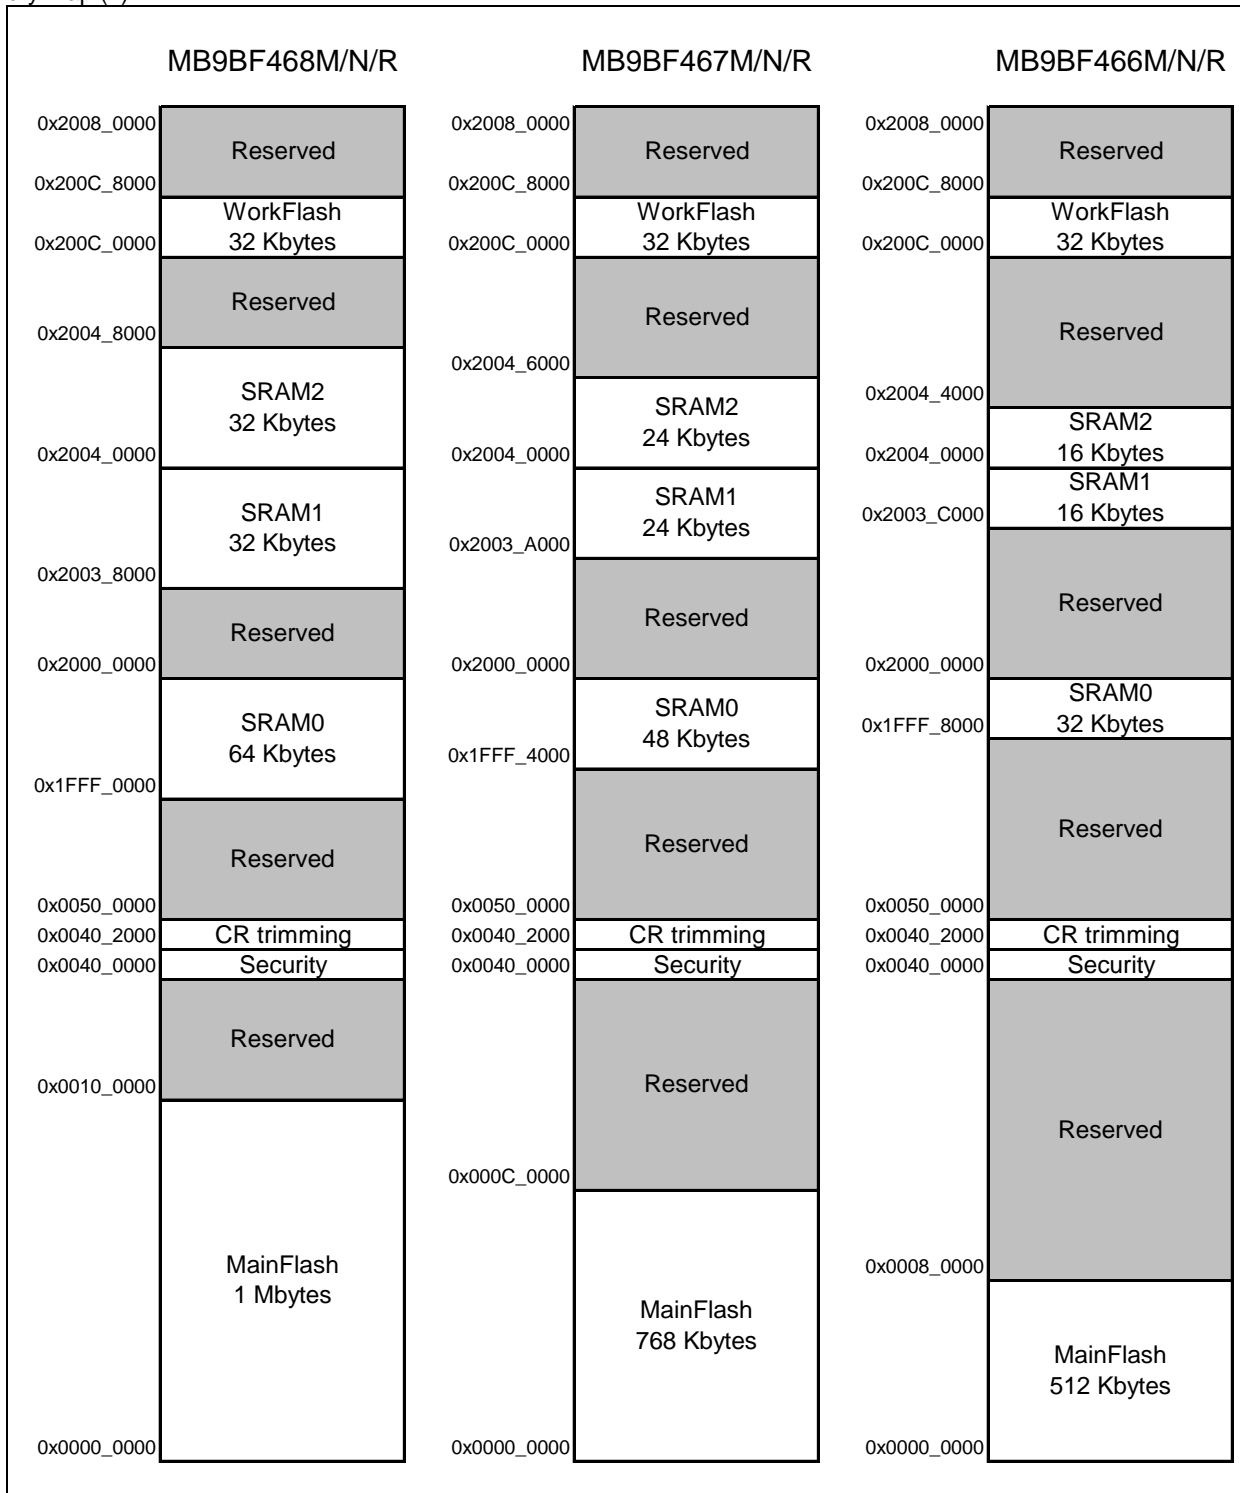 MB9BF468M/N/R
0x2008_0000
Reserved
0x200C_8000
WorkFlash
32 Kbytes
0x200C_0000
Reserved
0x2004_8000
SRAM2
32 Kbytes
0x2004_0000
SRAM1
32 Kbytes
0x2003_8000
Reserved
0x2000_0000
SRAM0
64 Kbytes
0x1FFF_0000
Reserved
0x0050_0000
CR trimming
0x0040_2000
Security
0x0040_0000
Reserved
0x0010_0000
MainFlash
1 Mbytes
0x0000_0000
MB9BF467M/N/R
0x2008_0000
Reserved
0x200C_8000
WorkFlash
32 Kbytes
0x200C_0000
Reserved
0x2004_6000
SRAM2
24 Kbytes
0x2004_0000
SRAM1
24 Kbytes
0x2003_A000
Reserved
0x2000_0000
SRAM0
48 Kbytes
0x1FFF_4000
Reserved
0x0050_0000
CR trimming
0x0040_2000
Security
0x0040_0000
Reserved
0x000C_0000
MainFlash
768 Kbytes
0x0000_0000
MB9BF466M/N/R
0x2008_0000
Reserved
0x200C_8000
WorkFlash
32 Kbytes
0x200C_0000
Reserved
0x2004_4000
SRAM2
16 Kbytes
0x2004_0000
SRAM1
16 Kbytes
0x2003_C000
Reserved
0x2000_0000
SRAM0
32 Kbytes
0x1FFF_8000
Reserved
0x0050_0000
CR trimming
0x0040_2000
Security
0x0040_0000
Reserved
0x0008_0000
MainFlash
512 Kbytes
0x0000_0000